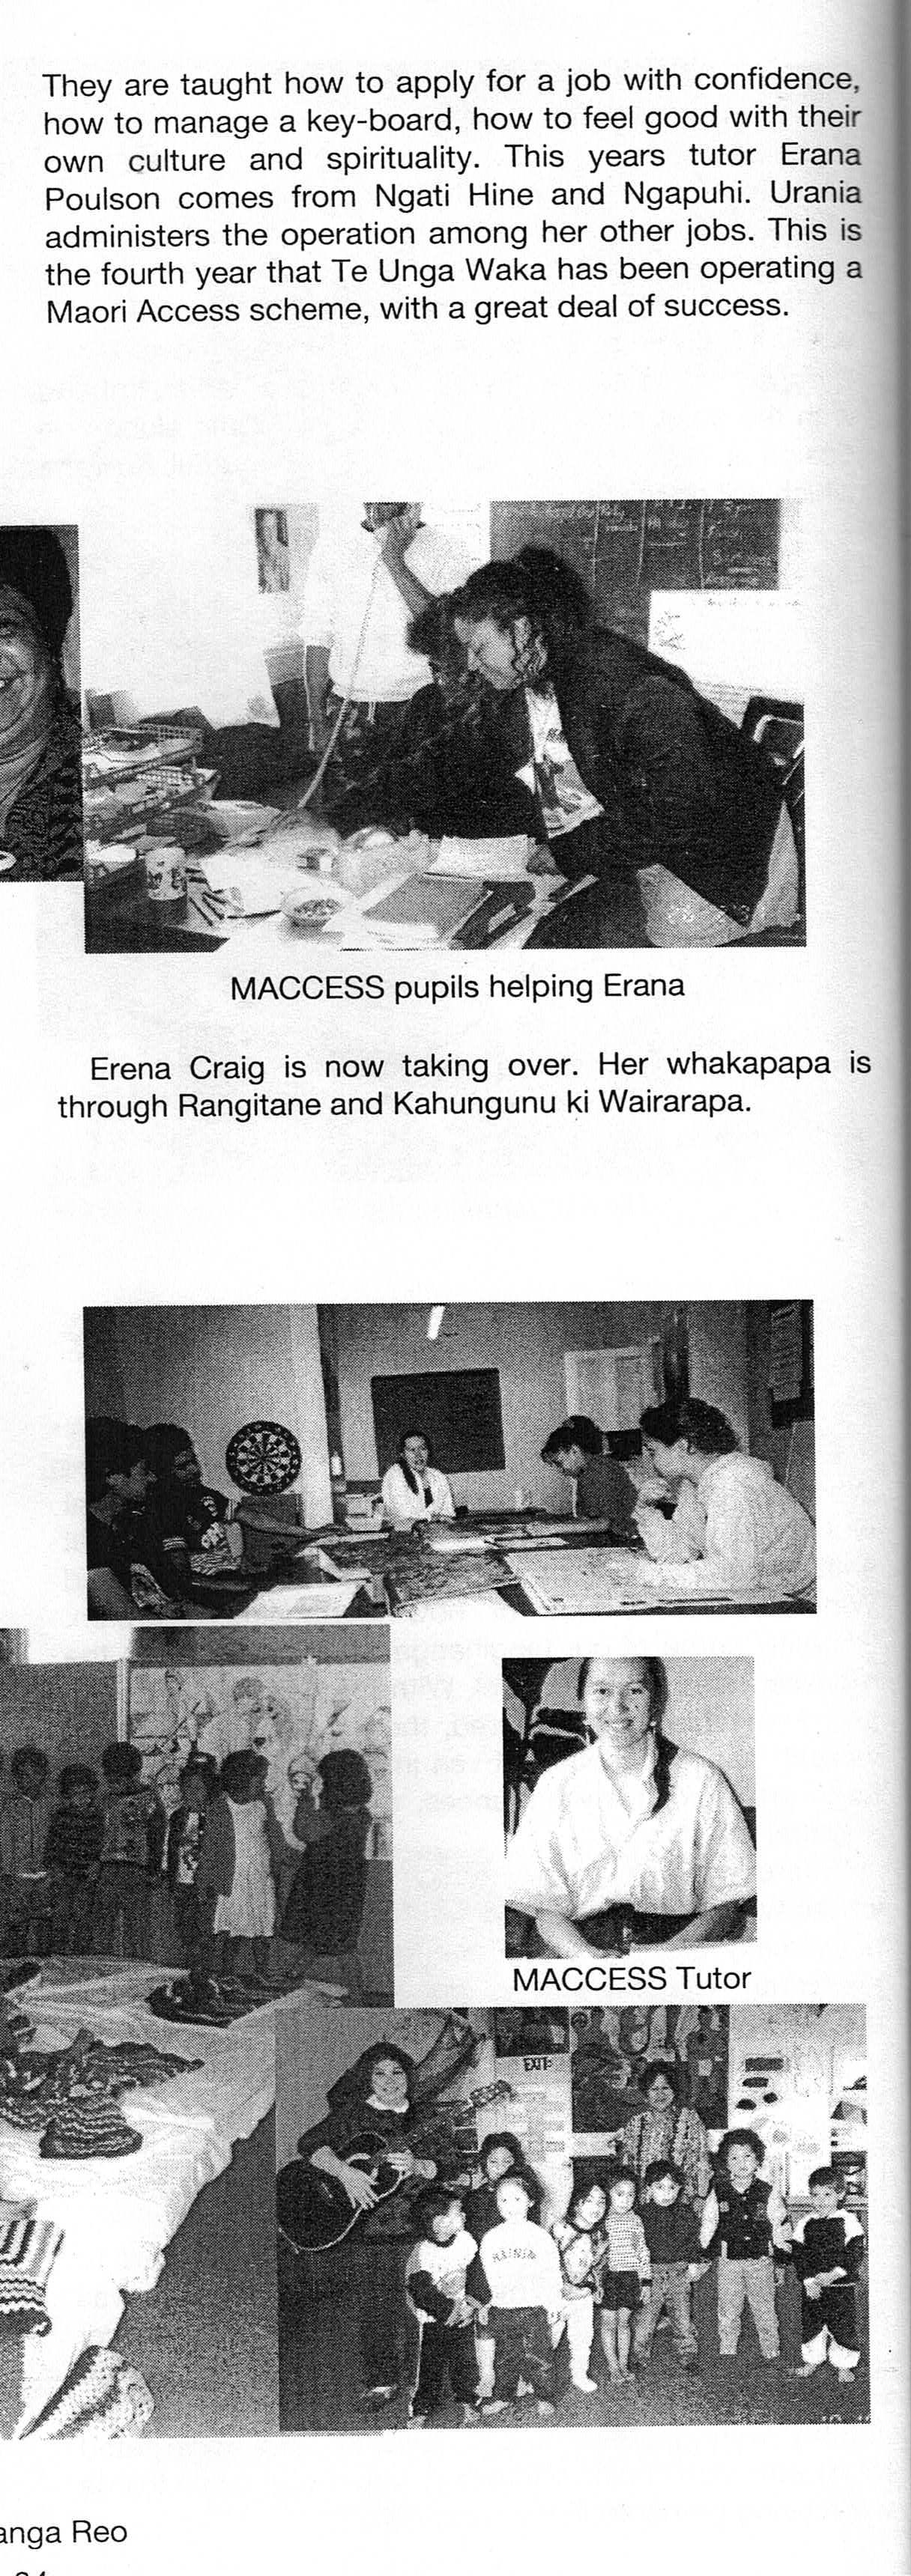 They are taught how to apply for a job with confidence,
how to manage a key-board, how to feel good with their
own culture and spirituality. This years tutor Erana
Poulson comes from Ngati Hine and Ngapuhi. Urania
administers the operation among her other jobs. This is
the fourth year that Te Unga Waka has been operating a
Maori Access scheme, with a great deal of success.
MACCESS pupils helping Erana
Erena Craig is now taking over. Her whakapapa is
through Rangitane and Kahungunu ki Wairarapa.
MACCESS Tutor
EXIT
anga Reo